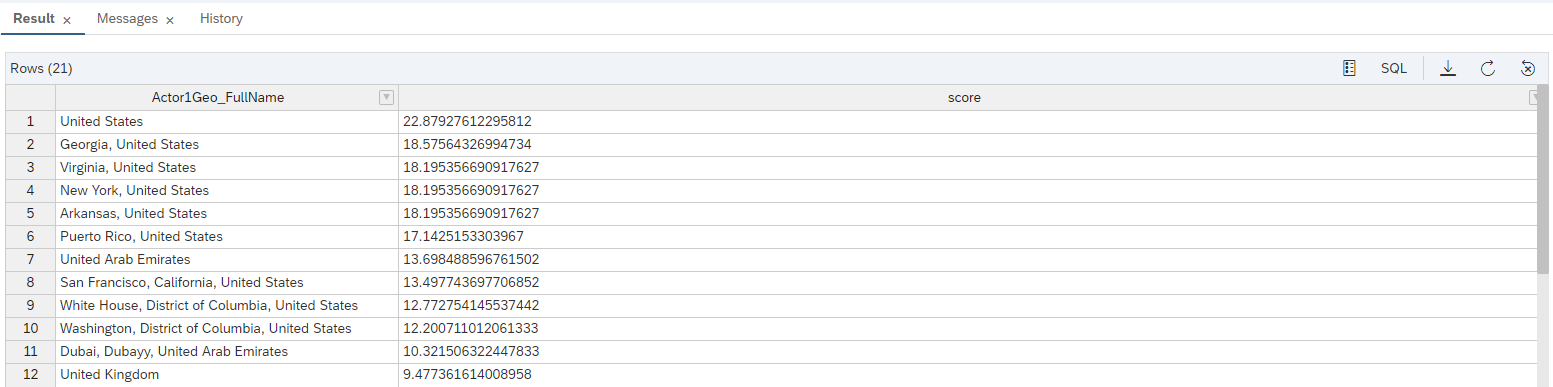 Result × Messages × History
Rows (21) SQL
Actor1Geo_FullName score
1 United States 22.87927612295812
2 Georgia, United States 18.57564326994734
3 Virginia, United States 18.195356690917627
4 New York, United States 18.195356690917627
5 Arkansas, United States 18.195356690917627
6 Puerto Rico, United States 17.1425153303967
7 United Arab Emirates 13.698488596761502
8 San Francisco, California, United States 13.497743697706852
9 White House, District of Columbia, United States 12.772754145537442
10 Washington, District of Columbia, United States 12.200711012061333
11 Dubai, Dubayy, United Arab Emirates 10.321506322447833
12 United Kingdom 9.477361614008958